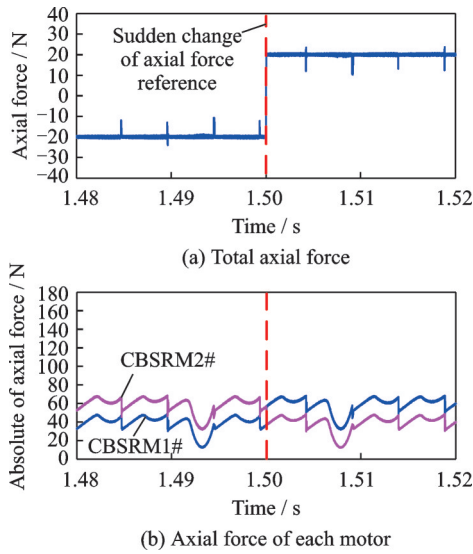 40
30
20
10
0
−10
−20
−30
−40
Axial force / N
Sudden change
of axial force
reference
1.48
1.49
1.50
1.51
1.52
Time / s
(a) Total axial force
180
160
140
120
100
80
60
40
20
0
Absolute of axial force / N
CBSRM2#
CBSRM1#
1.48
1.49
1.50
1.51
1.52
Time / s
(b) Axial force of each motor